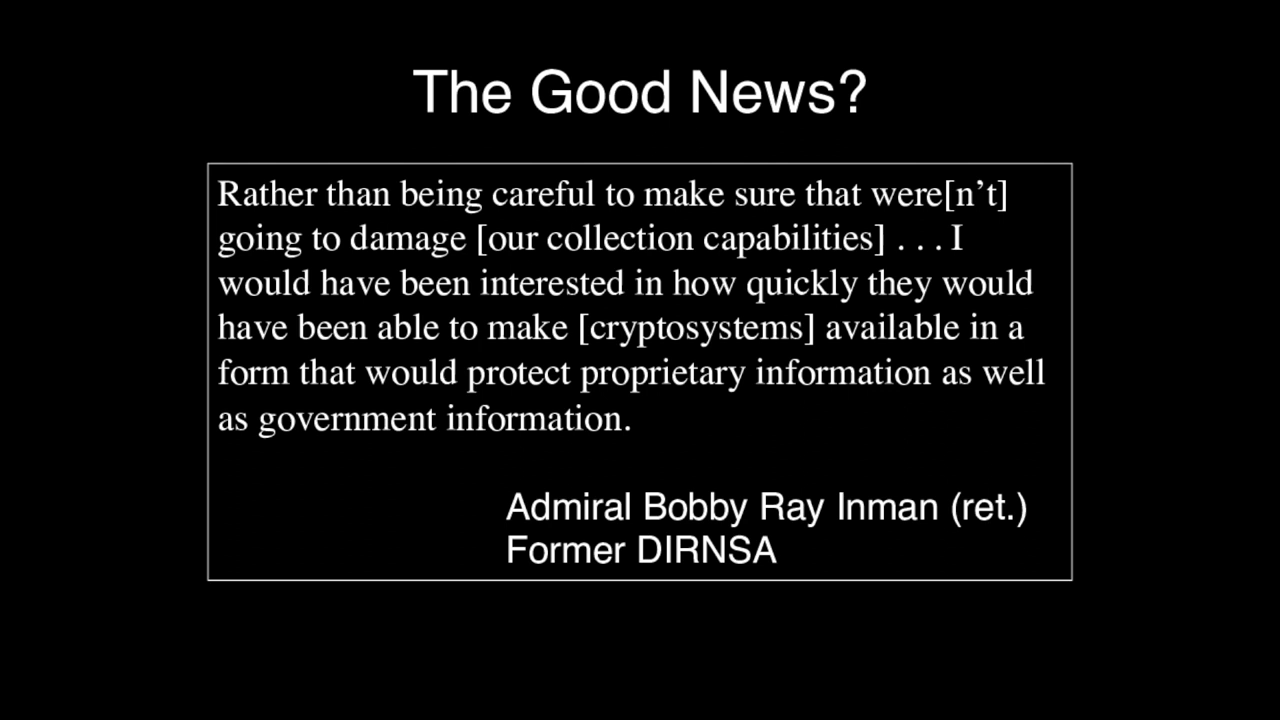 The Good News?
Rather than being careful to make sure that were[n’t]
going to damage [our collection capabilities] . . . I
would have been interested in how quickly they would
have been able to make [cryptosystems] available in a
form that would protect proprietary information as well
as government information.
Admiral Bobby Ray Inman (ret.)
Former DIRNSA